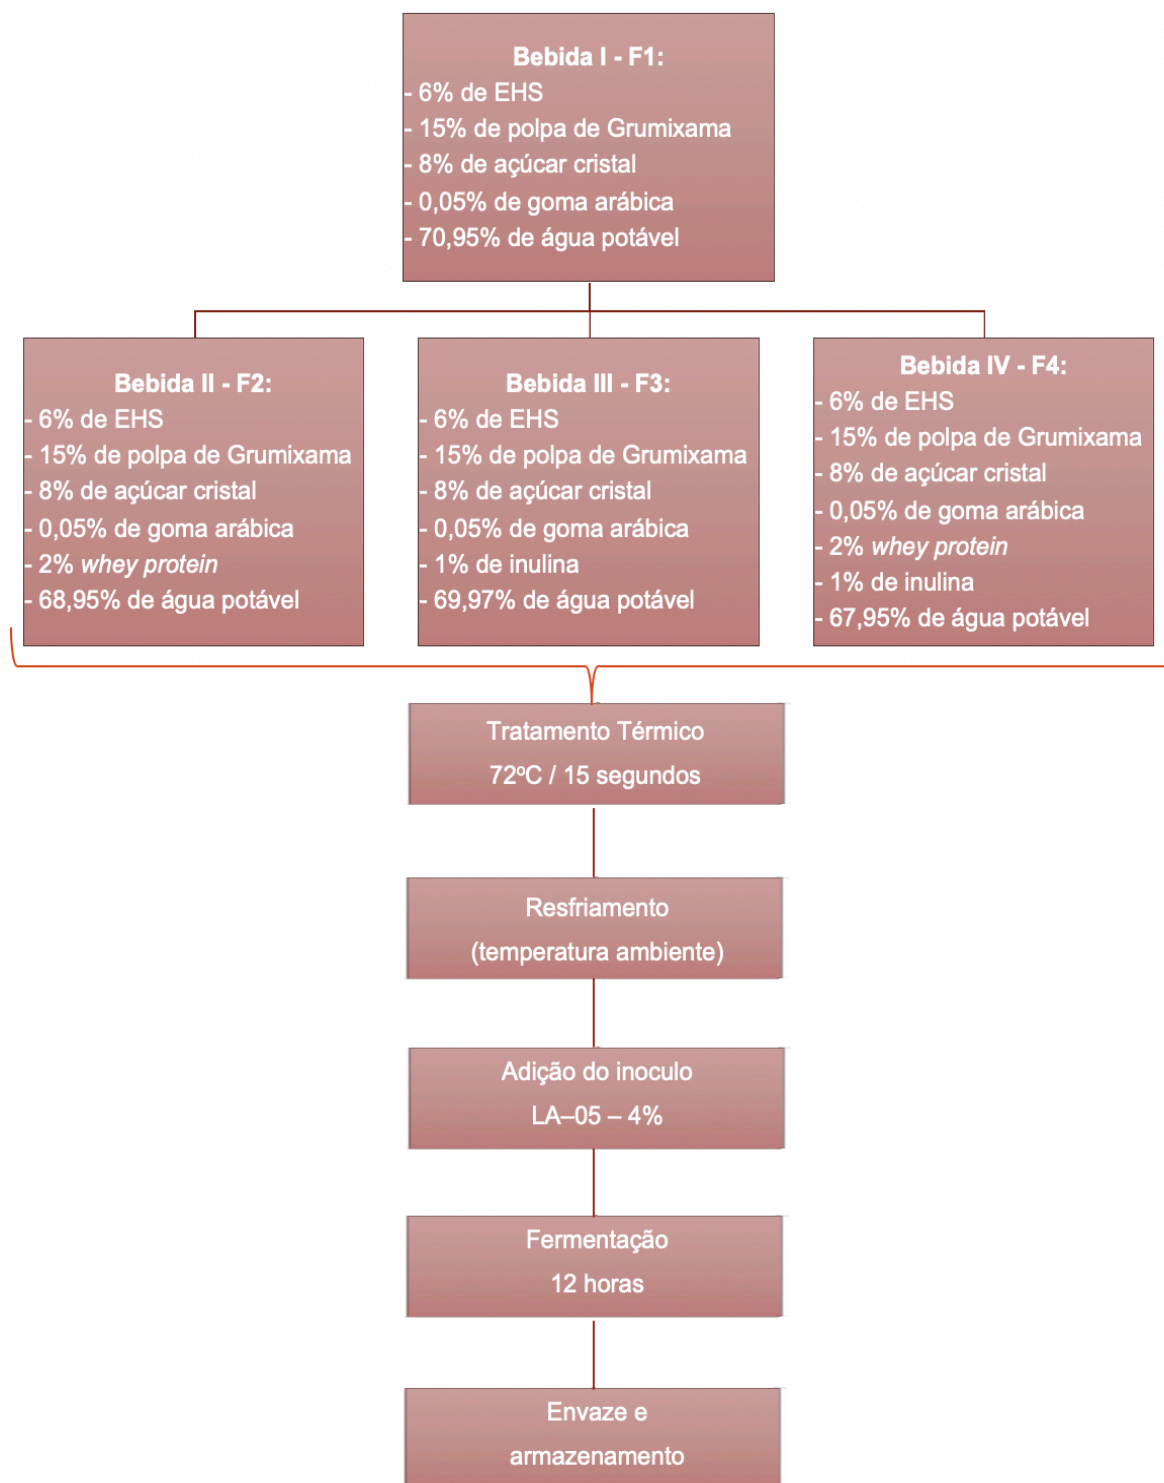 Bebida I - F1:
- 6% de EHS
- 15% de polpa de Grumixama
- 8% de açúcar cristal
- 0,05% de goma arábica
- 70,95% de água potável
Bebida II - F2:
- 6% de EHS
- 15% de polpa de Grumixama
- 8% de açúcar cristal
- 0,05% de goma arábica
- 2% whey protein
- 68,95% de água potável
Bebida III - F3:
- 6% de EHS
- 15% de polpa de Grumixama
- 8% de açúcar cristal
- 0,05% de goma arábica
- 1% de inulina
- 69,97% de água potável
Bebida IV - F4:
- 6% de EHS
- 15% de polpa de Grumixama
- 8% de açúcar cristal
- 0,05% de goma arábica
- 2% whey protein
- 1% de inulina
- 67,95% de água potável
Tratamento Térmico
72ºC / 15 segundos
Resfriamento
(temperatura ambiente)
Adição do inoculo
LA–05 – 4%
Fermentação
12 horas
Envaze e
armazenamento